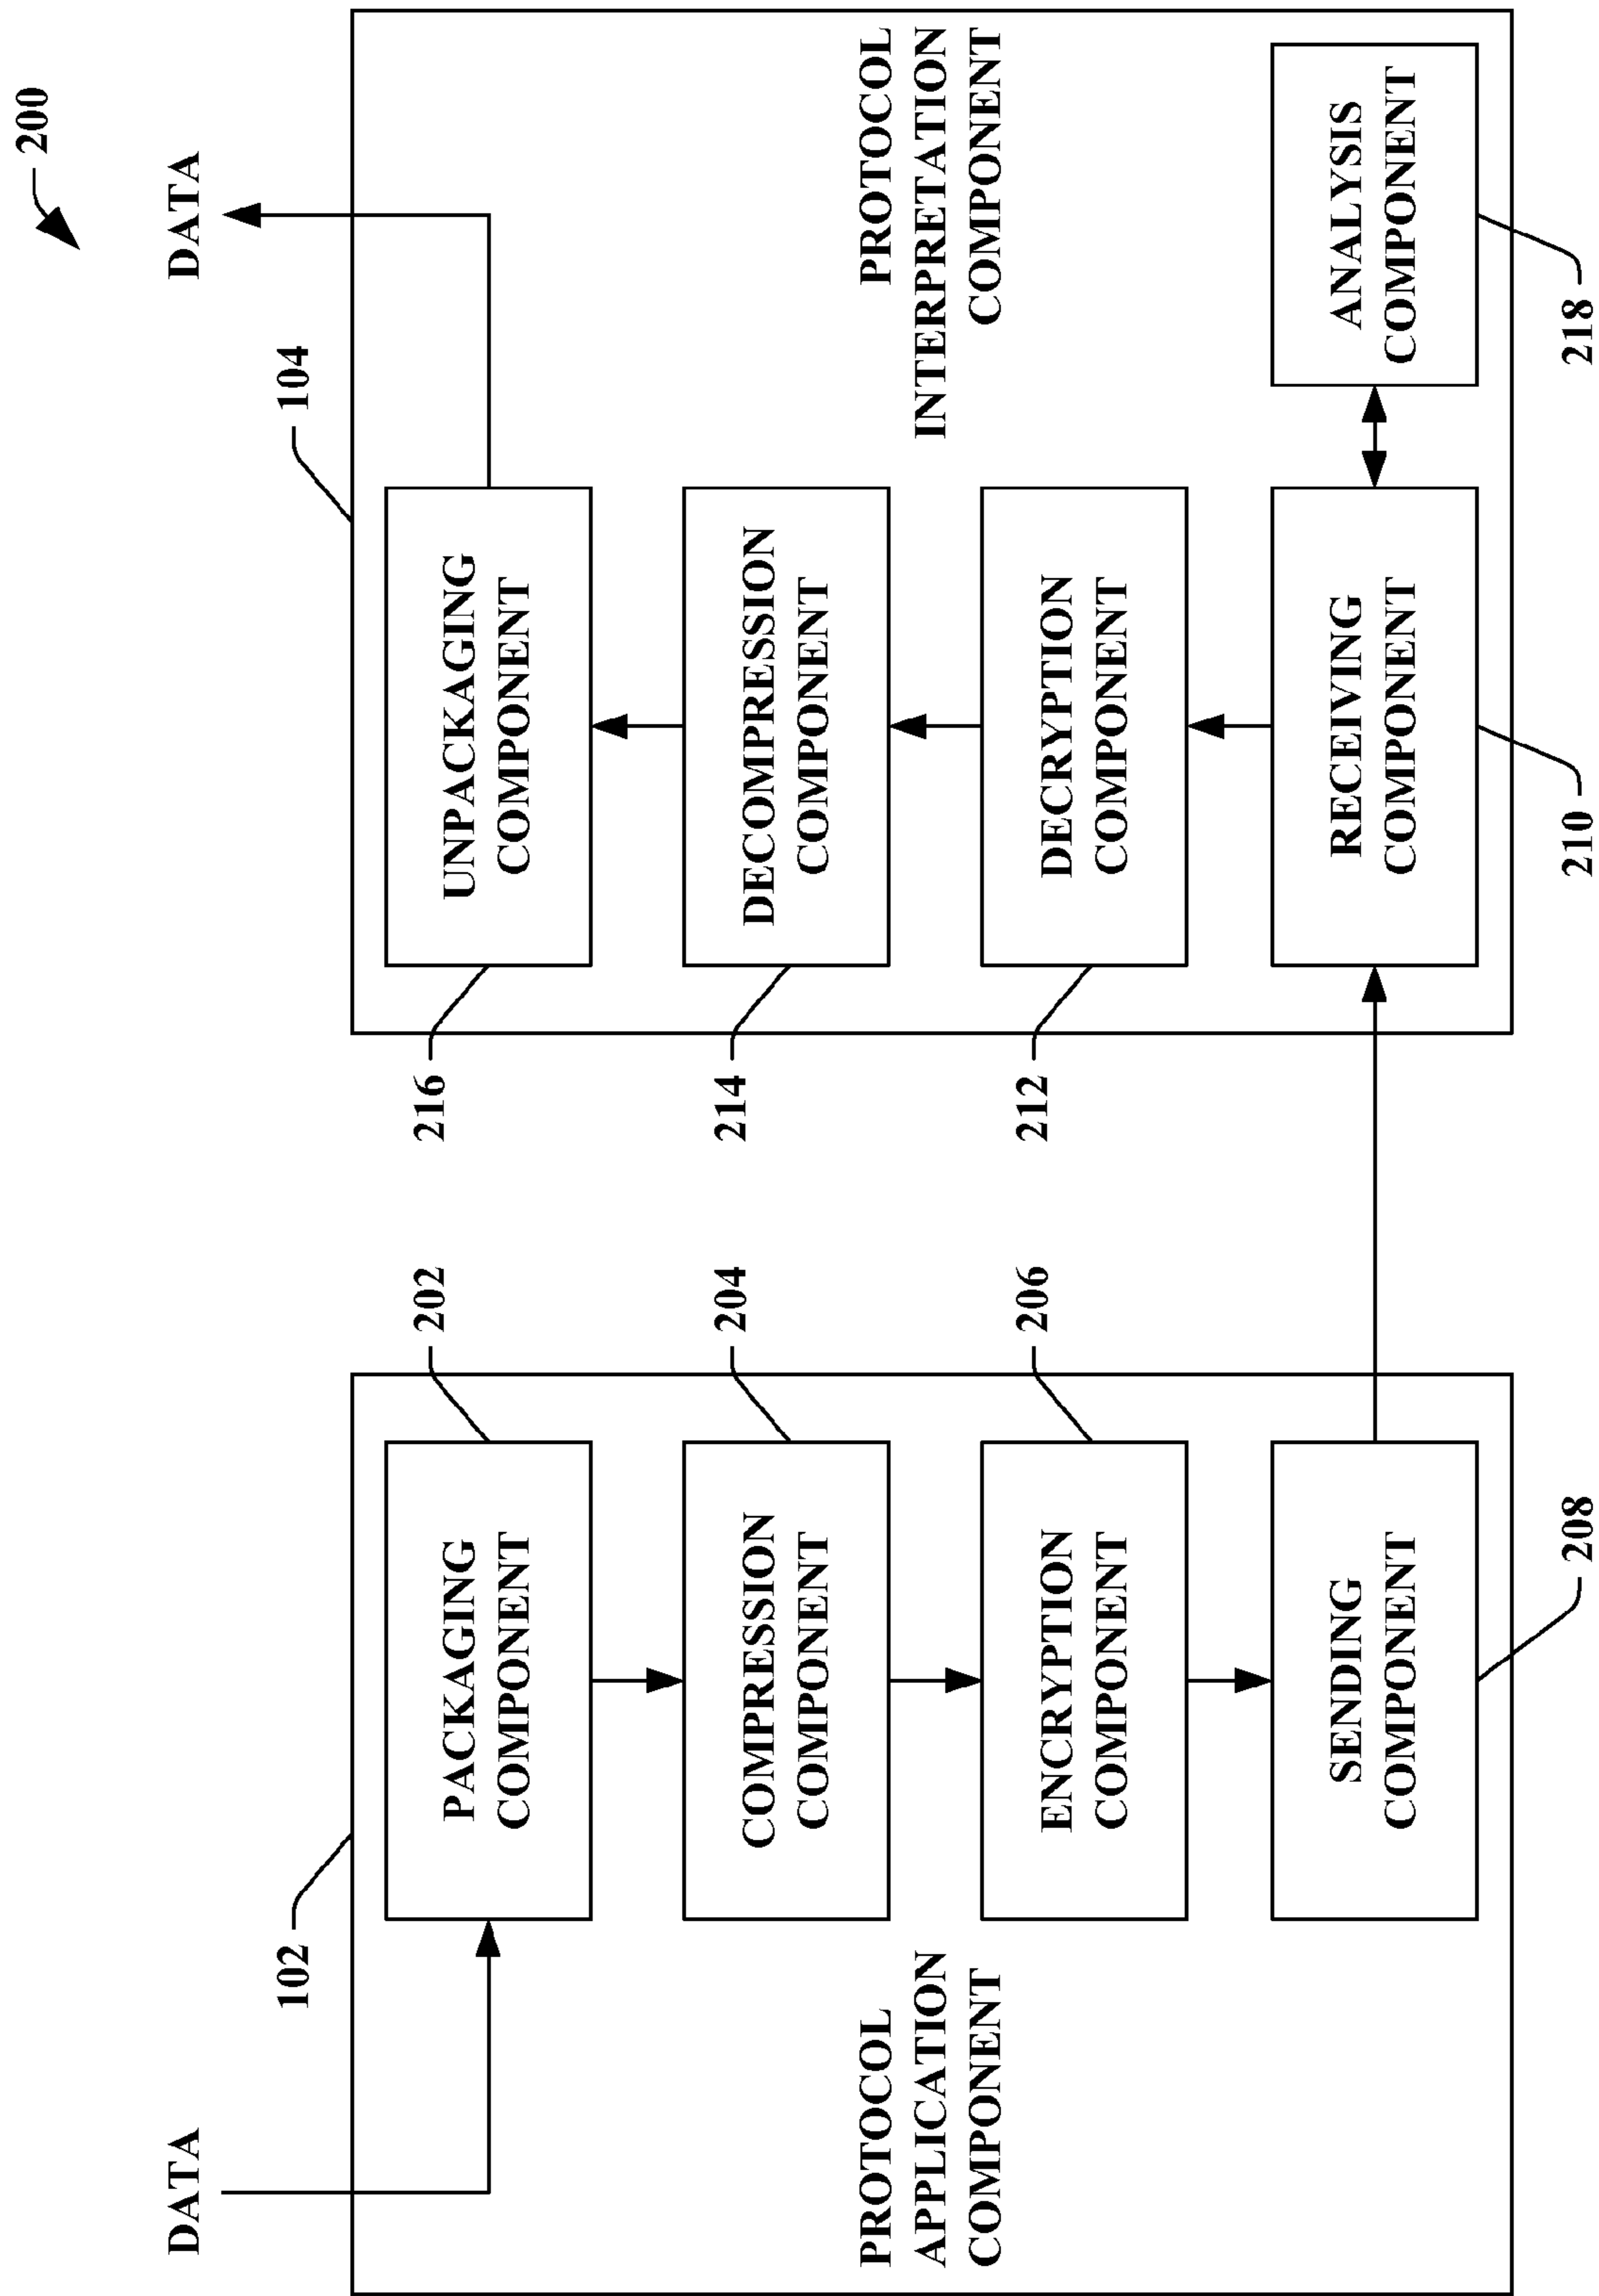 200
DATA
DATA
102
104
PACKAGING
COMPONENT
202
216
UNPACKAGING
COMPONENT
COMPRESSION
COMPONENT
204
214
DECOMPRESSION
COMPONENT
PROTOCOL
APPLICATION
COMPONENT
PROTOCOL
INTERPRETATION
COMPONENT
ENCRYPTION
COMPONENT
206
212
DECRYPTION
COMPONENT
SENDING
COMPONENT
RECEIVING
COMPONENT
ANALYSIS
COMPONENT
208
210
218